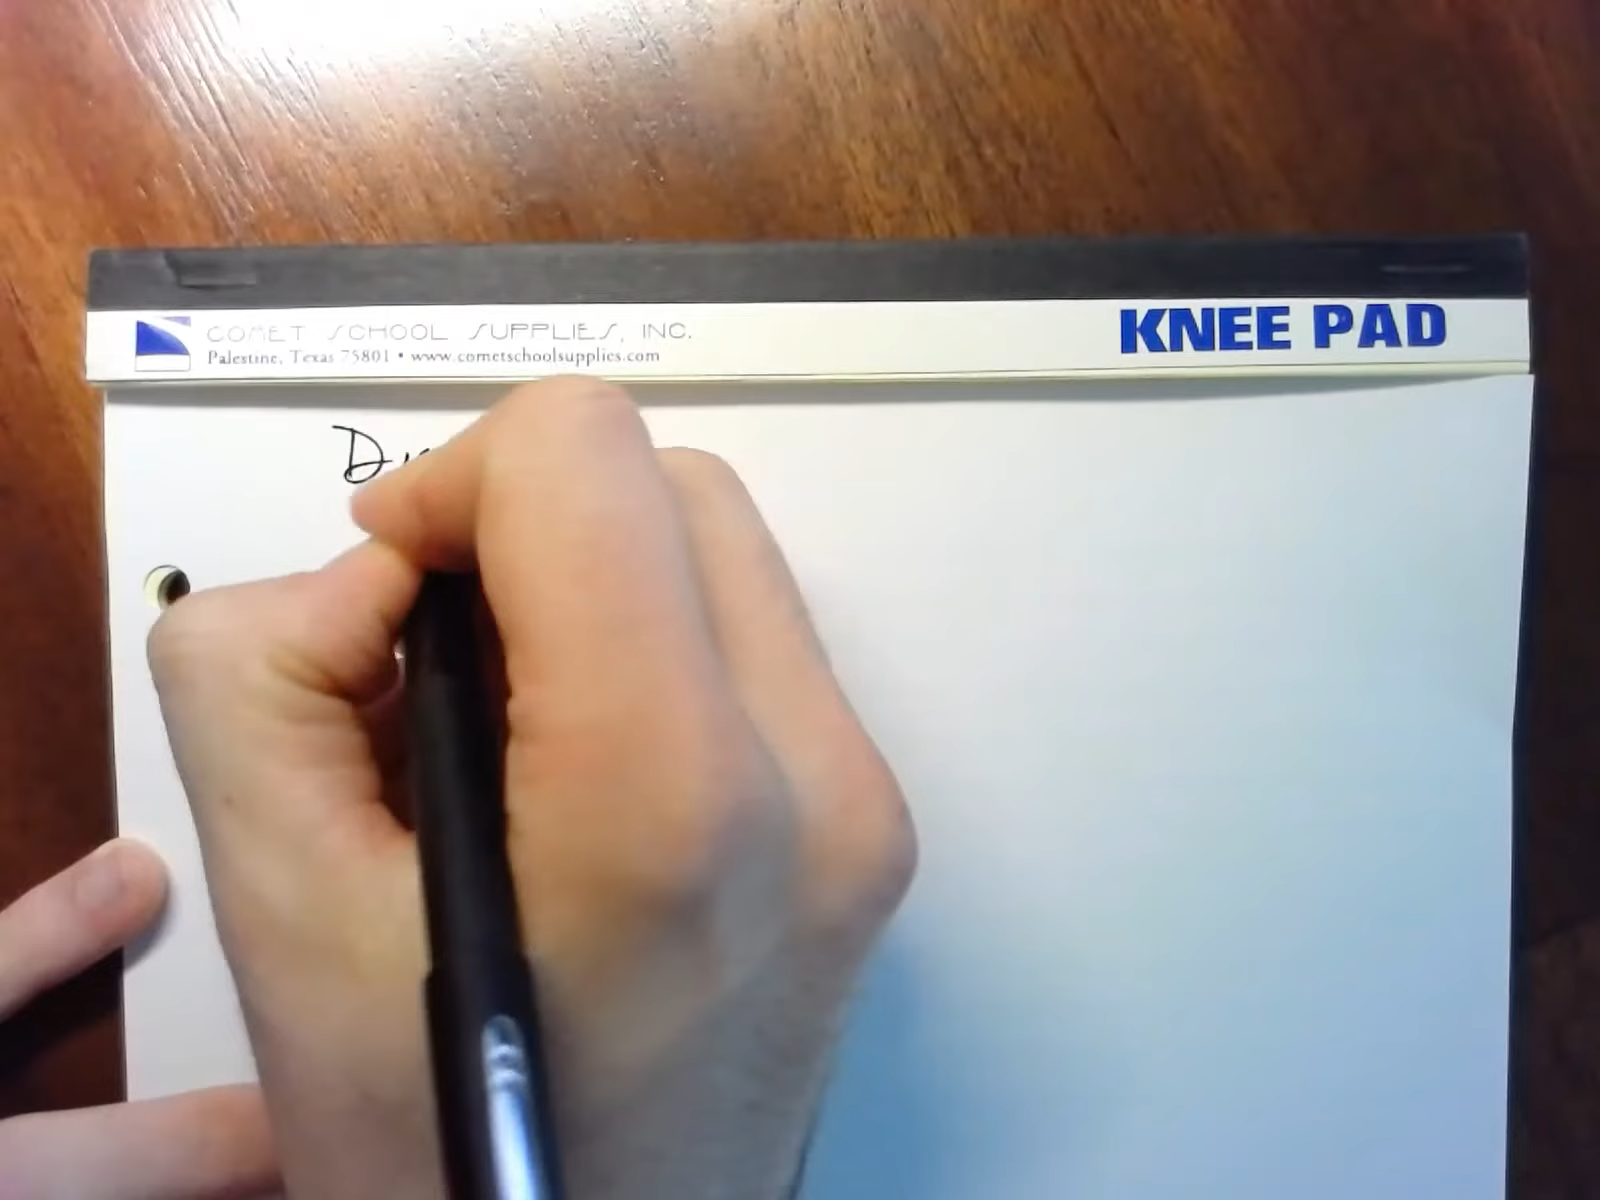 COMET SCHOOL SUPPLIES, INC.
Palestine, Texas 75801 • www.cometschoolsupplies.com
KNEE PAD